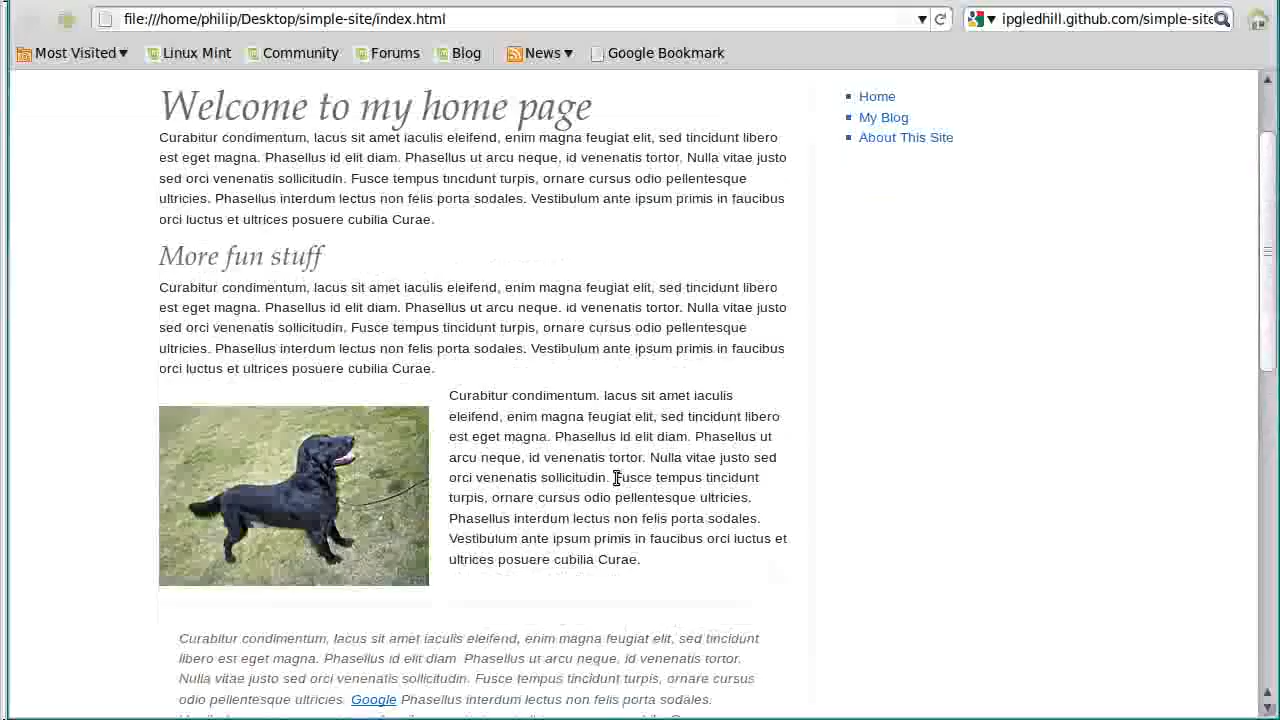 file:///home/philip/Desktop/simple-site/index.html
ipgledhill.github.com/simple-site
Most Visited Linux Mint Community Forums Blog News Google Bookmark
Welcome to my home page
Curabitur condimentum, lacus sit amet iaculis eleifend, enim magna feugiat elit, sed tincidunt libero
est eget magna. Phasellus id elit diam. Phasellus ut arcu neque, id venenatis tortor. Nulla vitae justo
sed orci venenatis sollicitudin. Fusce tempus tincidunt turpis, ornare cursus odio pellentesque
ultricies. Phasellus interdum lectus non felis porta sodales. Vestibulum ante ipsum primis in faucibus
orci luctus et ultrices posuere cubilia Curae.
More fun stuff
Curabitur condimentum, lacus sit amet iaculis eleifend, enim magna feugiat elit, sed tincidunt libero
est eget magna. Phasellus id elit diam. Phasellus ut arcu neque, id venenatis tortor. Nulla vitae justo
sed orci venenatis sollicitudin. Fusce tempus tincidunt turpis, ornare cursus odio pellentesque
ultricies. Phasellus interdum lectus non felis porta sodales. Vestibulum ante ipsum primis in faucibus
orci luctus et ultrices posuere cubilia Curae.
Curabitur condimentum, lacus sit amet iaculis
eleifend, enim magna feugiat elit, sed tincidunt libero
est eget magna. Phasellus id elit diam. Phasellus ut
arcu neque, id venenatis tortor. Nulla vitae justo sed
orci venenatis sollicitudin. Fusce tempus tincidunt
turpis, ornare cursus odio pellentesque ultricies.
Phasellus interdum lectus non felis porta sodales.
Vestibulum ante ipsum primis in faucibus orci luctus et
ultrices posuere cubilia Curae.
Curabitur condimentum, lacus sit amet iaculis eleifend, enim magna feugiat elit, sed tincidunt
libero est eget magna. Phasellus id elit diam. Phasellus ut arcu neque, id venenatis tortor.
Nulla vitae justo sed orci venenatis sollicitudin. Fusce tempus tincidunt turpis, ornare cursus
odio pellentesque ultricies. Google Phasellus interdum lectus non felis porta sodales.
Home
My Blog
About This Site